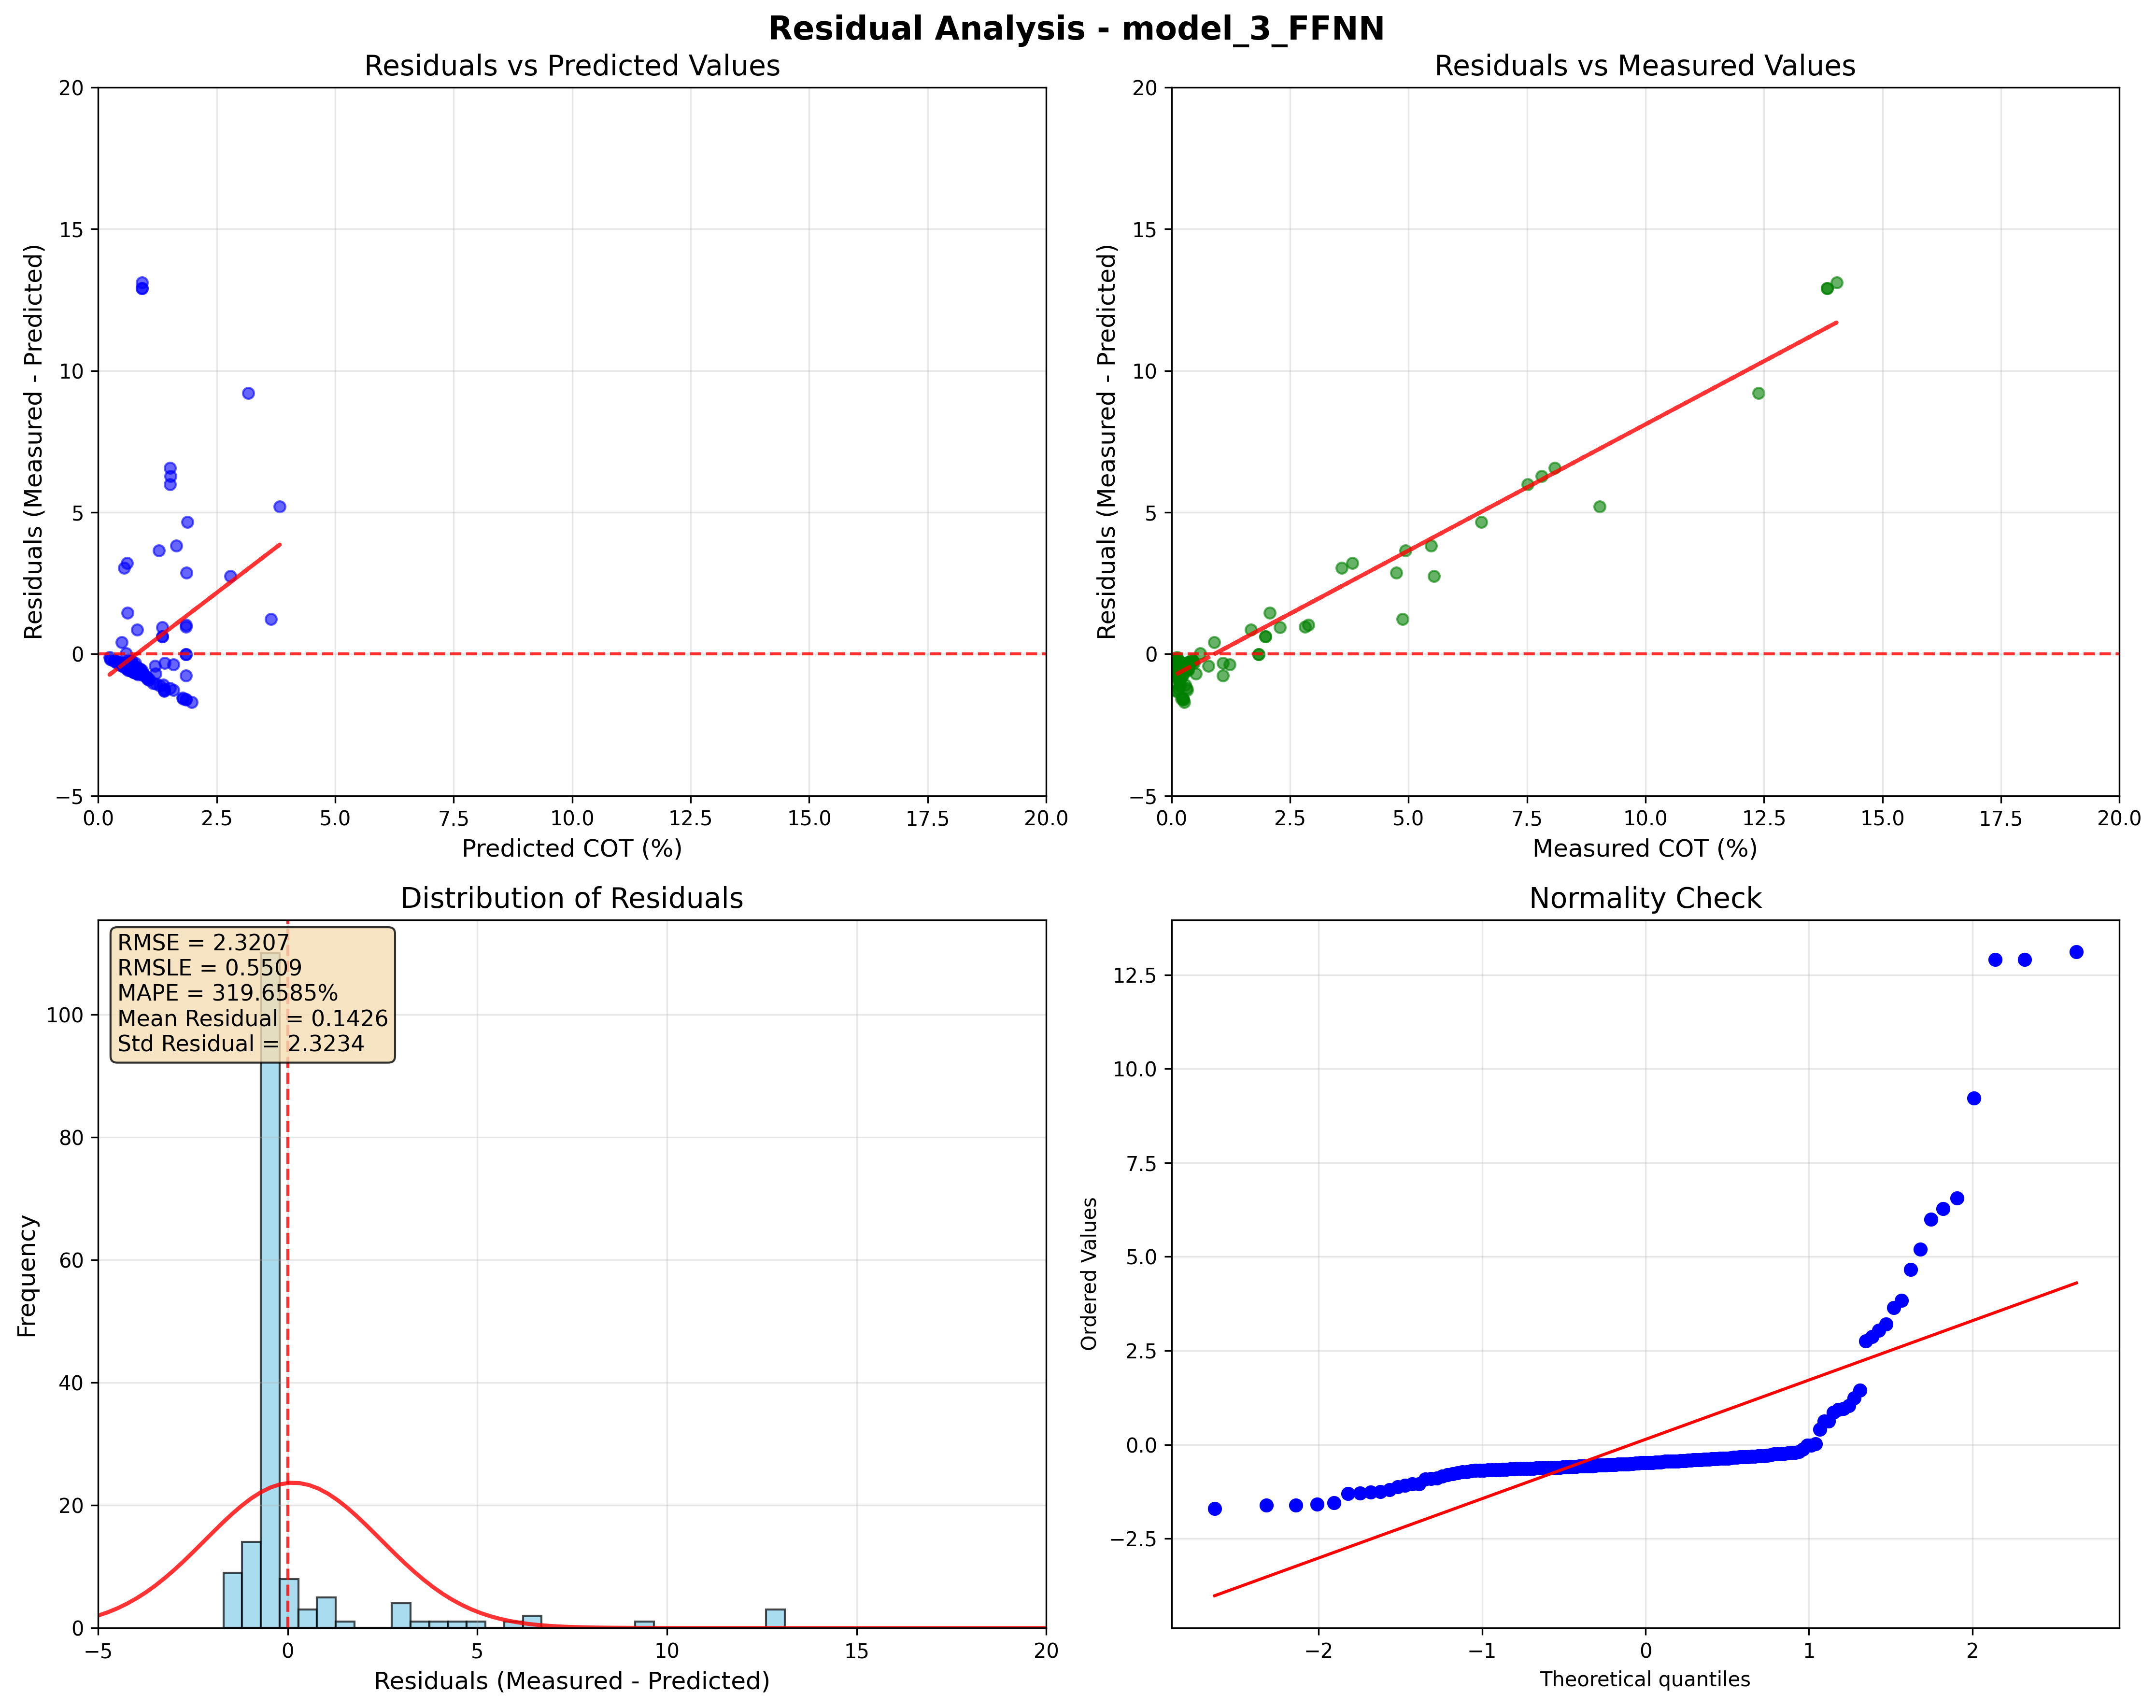 Residual Analysis - model_3_FFNN
Residuals vs Predicted Values
20
15
10
5
0
−5
0.0 2.5 5.0 7.5 10.0 12.5 15.0 17.5 20.0
Residuals (Measured - Predicted)
Predicted COT (%)
Residuals vs Measured Values
20
15
10
5
0
−5
0.0 2.5 5.0 7.5 10.0 12.5 15.0 17.5 20.0
Residuals (Measured - Predicted)
Measured COT (%)
Distribution of Residuals
RMSE = 2.3207
RMSLE = 0.5509
MAPE = 319.6585%
Mean Residual = 0.1426
Std Residual = 2.3234
100
80
60
40
20
0
−5 0 5 10 15 20
Frequency
Residuals (Measured - Predicted)
Normality Check
12.5
10.0
7.5
5.0
2.5
0.0
−2.5
−2 −1 0 1 2
Ordered Values
Theoretical quantiles